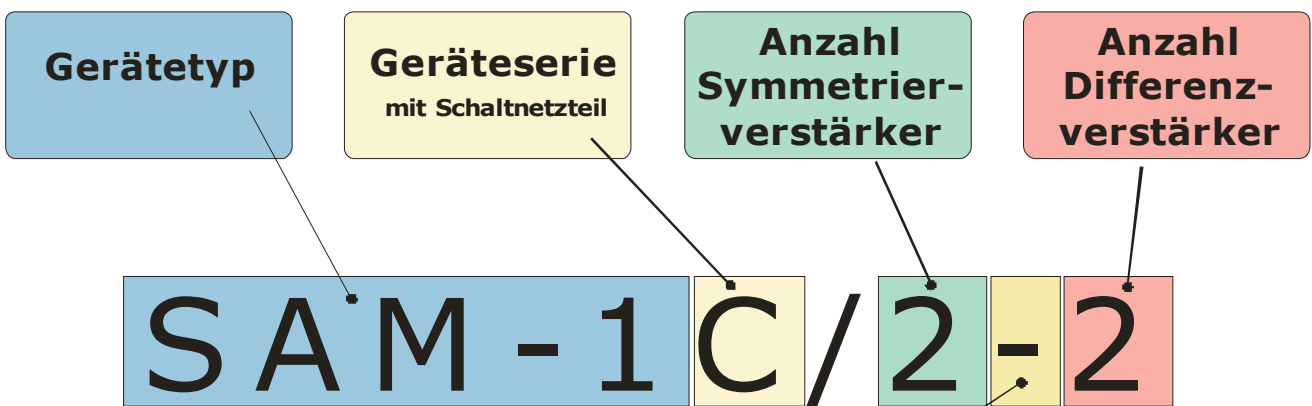 Gerätetyp
Geräteserie
mit Schaltnetzteil
Anzahl
Symmetrier-
verstärker
Anzahl
Differenz-
verstärker
SAM-1C/2-2